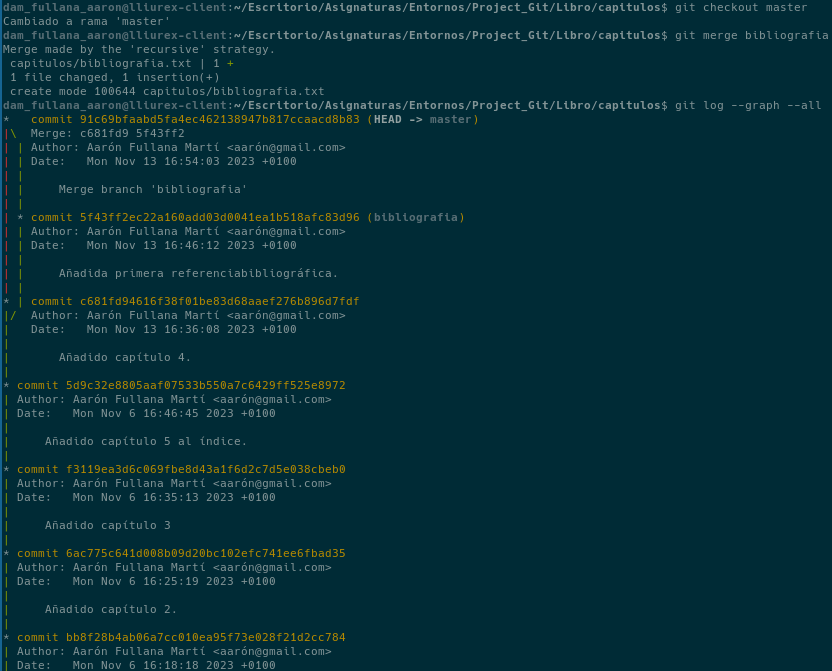 dam_fullana_aaron@lliurex-client:~/Escritorio/Asignaturas/Entornos/Project_Git/Libro/capitulos$ git checkout master
Cambiado a rama 'master'
dam_fullana_aaron@lliurex-client:~/Escritorio/Asignaturas/Entornos/Project_Git/Libro/capitulos$ git merge bibliografia
Merge made by the 'recursive' strategy.
 capitulos/bibliografia.txt | 1 +
 1 file changed, 1 insertion(+)
 create mode 100644 capitulos/bibliografia.txt
dam_fullana_aaron@lliurex-client:~/Escritorio/Asignaturas/Entornos/Project_Git/Libro/capitulos$ git log --graph --all
*   commit 91c69bfaabd5fa4ec462138947b817ccaacd8b83 (HEAD -> master)
|\  Merge: c681fd9 5f43ff2
| | Author: Aarón Fullana Martí <aarón@gmail.com>
| | Date:   Mon Nov 13 16:54:03 2023 +0100
| |
| |     Merge branch 'bibliografia'
| |
| * commit 5f43ff2ec22a160add03d0041ea1b518afc83d96 (bibliografia)
| | Author: Aarón Fullana Martí <aarón@gmail.com>
| | Date:   Mon Nov 13 16:46:12 2023 +0100
| |
| |     Añadida primera referenciabibliográfica.
| |
* | commit c681fd94616f38f01be83d68aaef276b896d7fdf
|/  Author: Aarón Fullana Martí <aarón@gmail.com>
|   Date:   Mon Nov 13 16:36:08 2023 +0100
|
|       Añadido capítulo 4.
|
* commit 5d9c32e8805aaf07533b550a7c6429ff525e8972
| Author: Aarón Fullana Martí <aarón@gmail.com>
| Date:   Mon Nov 6 16:46:45 2023 +0100
|
|     Añadido capítulo 5 al índice.
|
* commit f3119ea3d6c069fbe8d43a1f6d2c7d5e038cbeb0
| Author: Aarón Fullana Martí <aarón@gmail.com>
| Date:   Mon Nov 6 16:35:13 2023 +0100
|
|     Añadido capítulo 3
|
* commit 6ac775c641d008b09d20bc102efc741ee6fbad35
| Author: Aarón Fullana Martí <aarón@gmail.com>
| Date:   Mon Nov 6 16:25:19 2023 +0100
|
|     Añadido capítulo 2.
|
* commit bb8f28b4ab06a7cc010ea95f73e028f21d2cc784
| Author: Aarón Fullana Martí <aarón@gmail.com>
| Date:   Mon Nov 6 16:18:18 2023 +0100